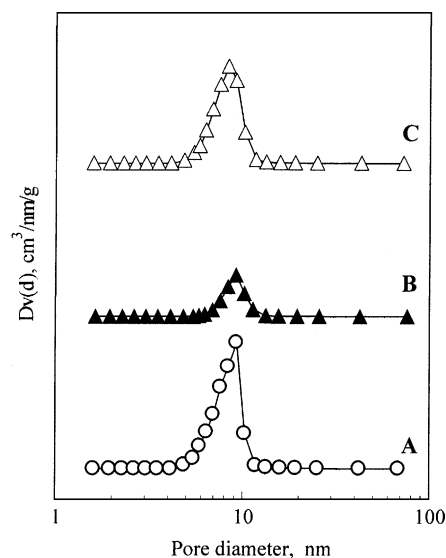 C
B
A
Dv(d), cm³/nm/g
1 10 100
Pore diameter, nm